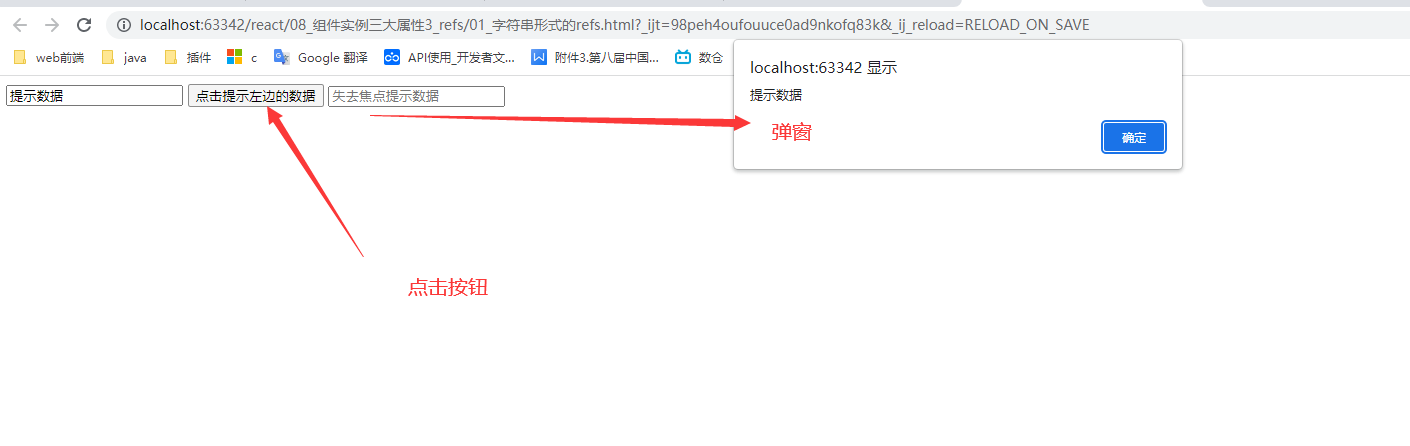 localhost:63342/react/08_组件实例三大属性3_refs/01_字符串形式的refs.html?_ijt=98peh4oufouuce0ad9nkofq83k&_ij_reload=RELOAD_ON_SAVE
web前端 java 插件 c Google 翻译 API使用_开发者文... 附件3.第八届中国... 数仓
localhost:63342 显示
提示数据
确定
提示数据 点击提示左边的数据 失去焦点提示数据
弹窗
点击按钮